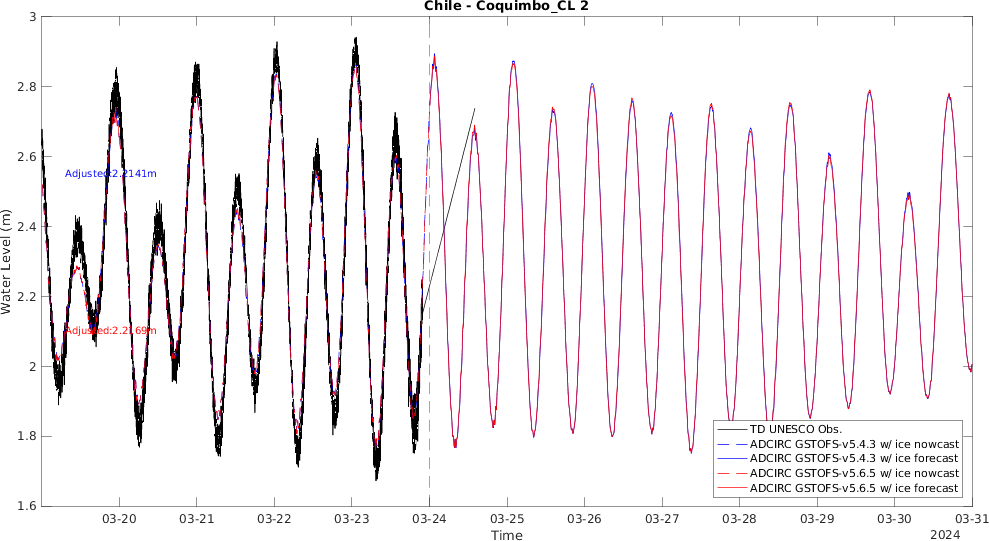 Chile - Coquimbo_CL 2
Water Level (m)
3
2.8
2.6
2.4
2.2
2
1.8
1.6
Adjusted:2.2141m
Adjusted:2.2169m
TD UNESCO Obs.
ADCIRC GSTOFS-v5.4.3 w/ ice nowcast
ADCIRC GSTOFS-v5.4.3 w/ ice forecast
ADCIRC GSTOFS-v5.6.5 w/ ice nowcast
ADCIRC GSTOFS-v5.6.5 w/ ice forecast
03-20 03-21 03-22 03-23 03-24 03-25 03-26 03-27 03-28 03-29 03-30 03-31
Time
2024